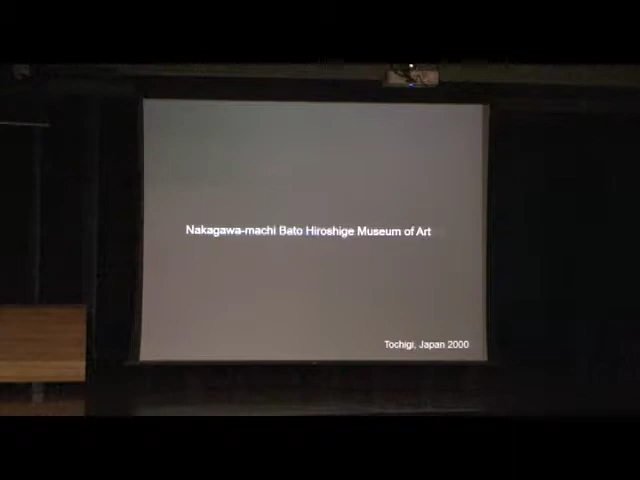 Nakagawa-machi Bato Hiroshige Museum of Art
Tochigi, Japan 2000